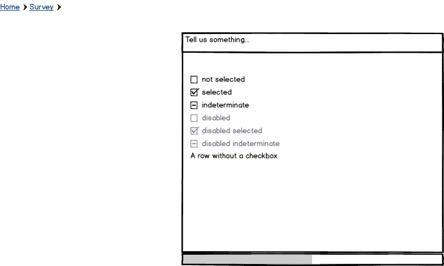 Home > Survey >
Tell us something...
not selected
selected
indeterminate
disabled
disabled selected
disabled indeterminate
A row without a checkbox